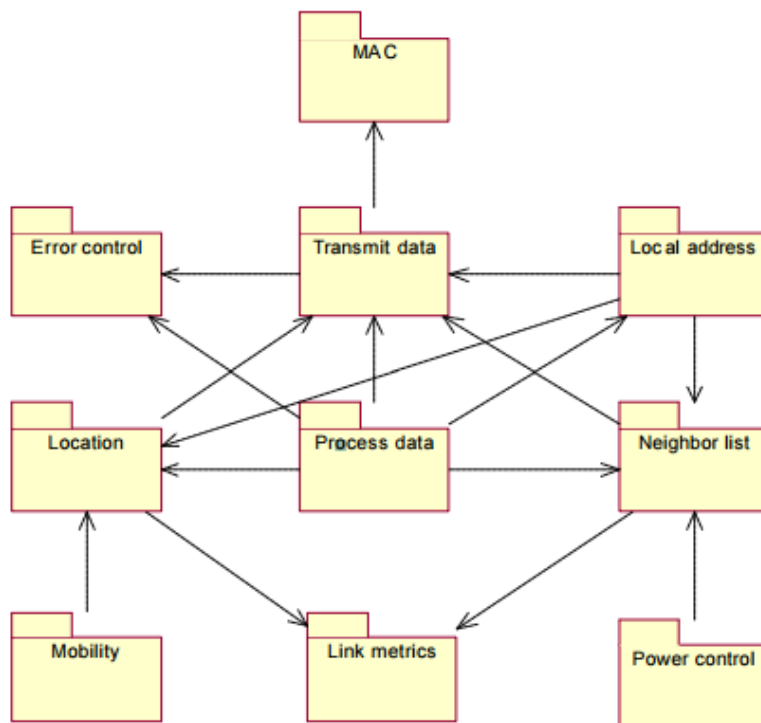 MAC
Error control
Transmit data
Local address
Location
Process data
Neighbor list
Mobility
Link metrics
Power control